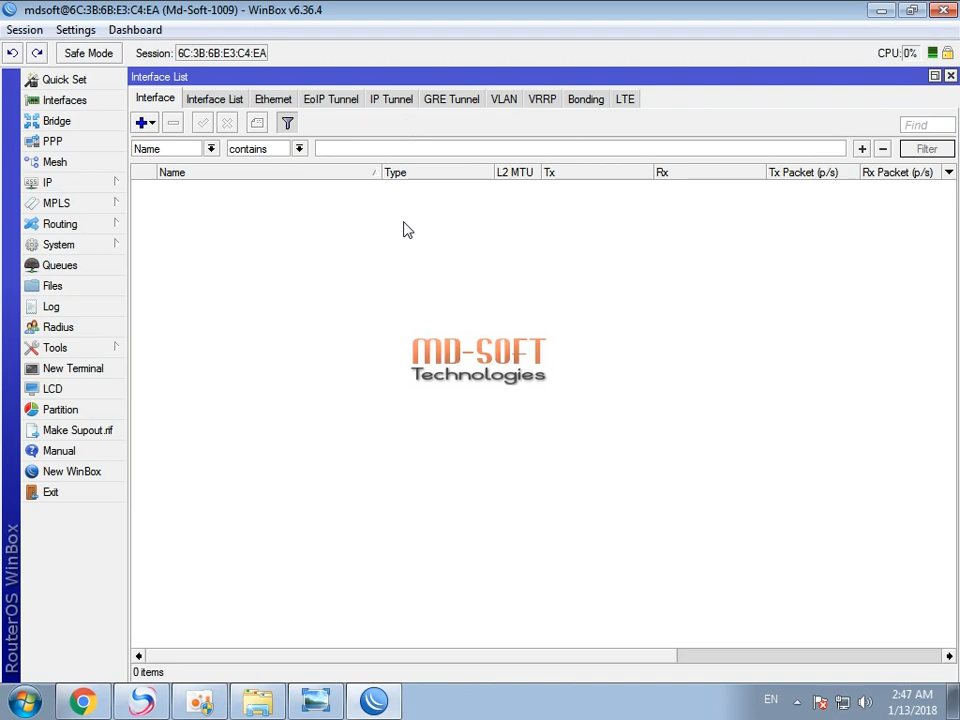 mdsoft@6C:3B:6B:E3:C4:EA (Md-Soft-1009) - WinBox v6.36.4
Session Settings Dashboard
Safe Mode Session: 6C:3B:6B:E3:C4:EA CPU: 0%
Quick Set
Interfaces
Bridge
PPP
Mesh
IP
MPLS
Routing
System
Queues
Files
Log
Radius
Tools
New Terminal
LCD
Partition
Make Supout.rif
Manual
New WinBox
Exit
RouterOS WinBox
Interface List
Interface Interface List Ethernet EoIP Tunnel IP Tunnel GRE Tunnel VLAN VRRP Bonding LTE
Find
Name contains Filter
Name Type L2 MTU Tx Rx Tx Packet (p/s) Rx Packet (p/s)
MD-SOFT
Technologies
0 items
EN
2:47 AM
1/13/2018